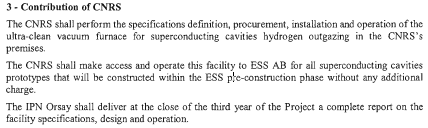 3 - Contribution of CNRS
The CNRS shall perform the specifications definition, procurement, installation and operation of the
ultra-clean vacuum furnace for superconducting cavities hydrogen outgazing in the CNRS's
premises.
The CNRS shall make access and operate this facility to ESS AB for all superconducting cavities
prototypes that will be constructed within the ESS pre-construction phase without any additional
charge.
The IPN Orsay shall deliver at the close of the third year of the Project a complete report on the
facility specifications, design and operation.